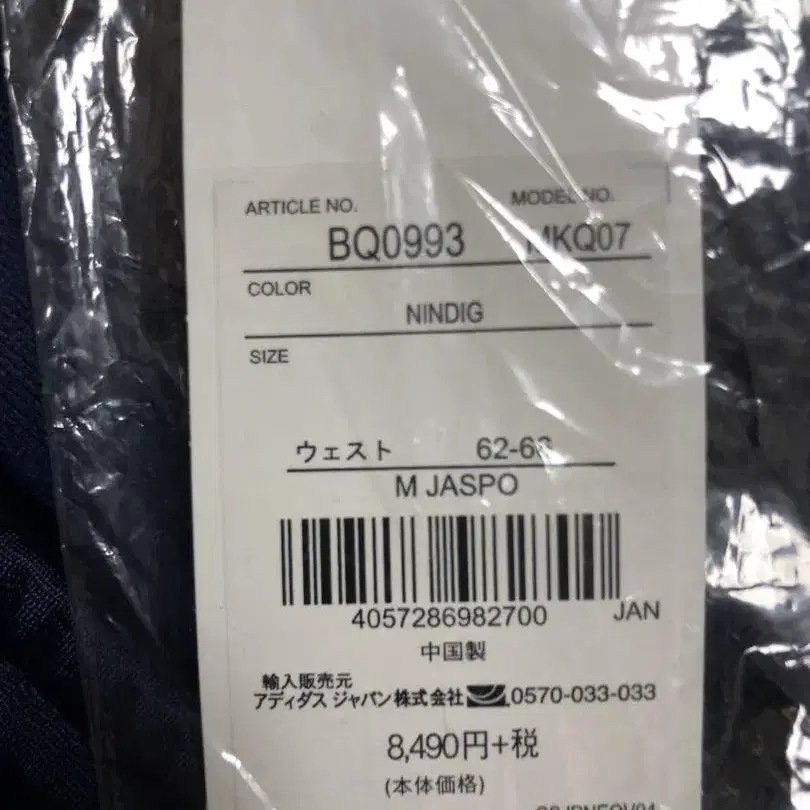 ARTICLE NO. MODEL NO.
BQ0993 MKQ07
COLOR
NINDIG
SIZE
ウェスト
M JASPO
4057286982700 JAN
中国製
輸入販売元
アディダス ジャパン株式会社 0570-033-033
8,490円+税
(本体価格)